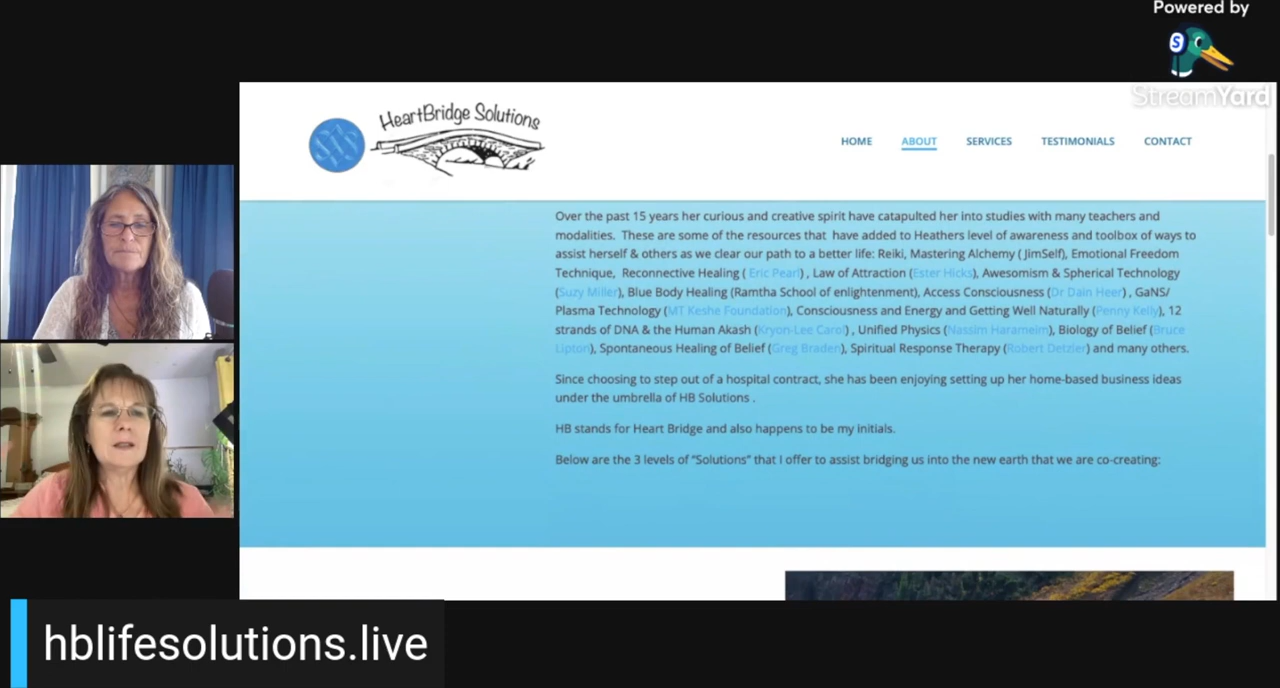 Powered by
StreamYard
HeartBridge Solutions
HOME ABOUT SERVICES TESTIMONIALS CONTACT
Over the past 15 years her curious and creative spirit have catapulted her into studies with many teachers and
modalities. These are some of the resources that have added to Heathers level of awareness and toolbox of ways to
assist herself & others as we clear our path to a better life: Reiki, Mastering Alchemy ( JimSelf), Emotional Freedom
Technique, Reconnective Healing ( Eric Pearl) , Law of Attraction (Ester Hicks), Awesomism & Spherical Technology
(Suzy Miller), Blue Body Healing (Ramtha School of enlightenment), Access Consciousness (Dr Dain Heer) , GaNS/
Plasma Technology (MT Keshe Foundation), Consciousness and Energy and Getting Well Naturally (Penny Kelly), 12
strands of DNA & the Human Akash (Kryon-Lee Carol) , Unified Physics (Nassim Harameim), Biology of Belief (Bruce
Lipton), Spontaneous Healing of Belief (Greg Braden), Spiritual Response Therapy (Robert Detzler) and many others.
Since choosing to step out of a hospital contract, she has been enjoying setting up her home-based business ideas
under the umbrella of HB Solutions .
HB stands for Heart Bridge and also happens to be my initials.
Below are the 3 levels of “Solutions” that I offer to assist bridging us into the new earth that we are co-creating:
hblifesolutions.live